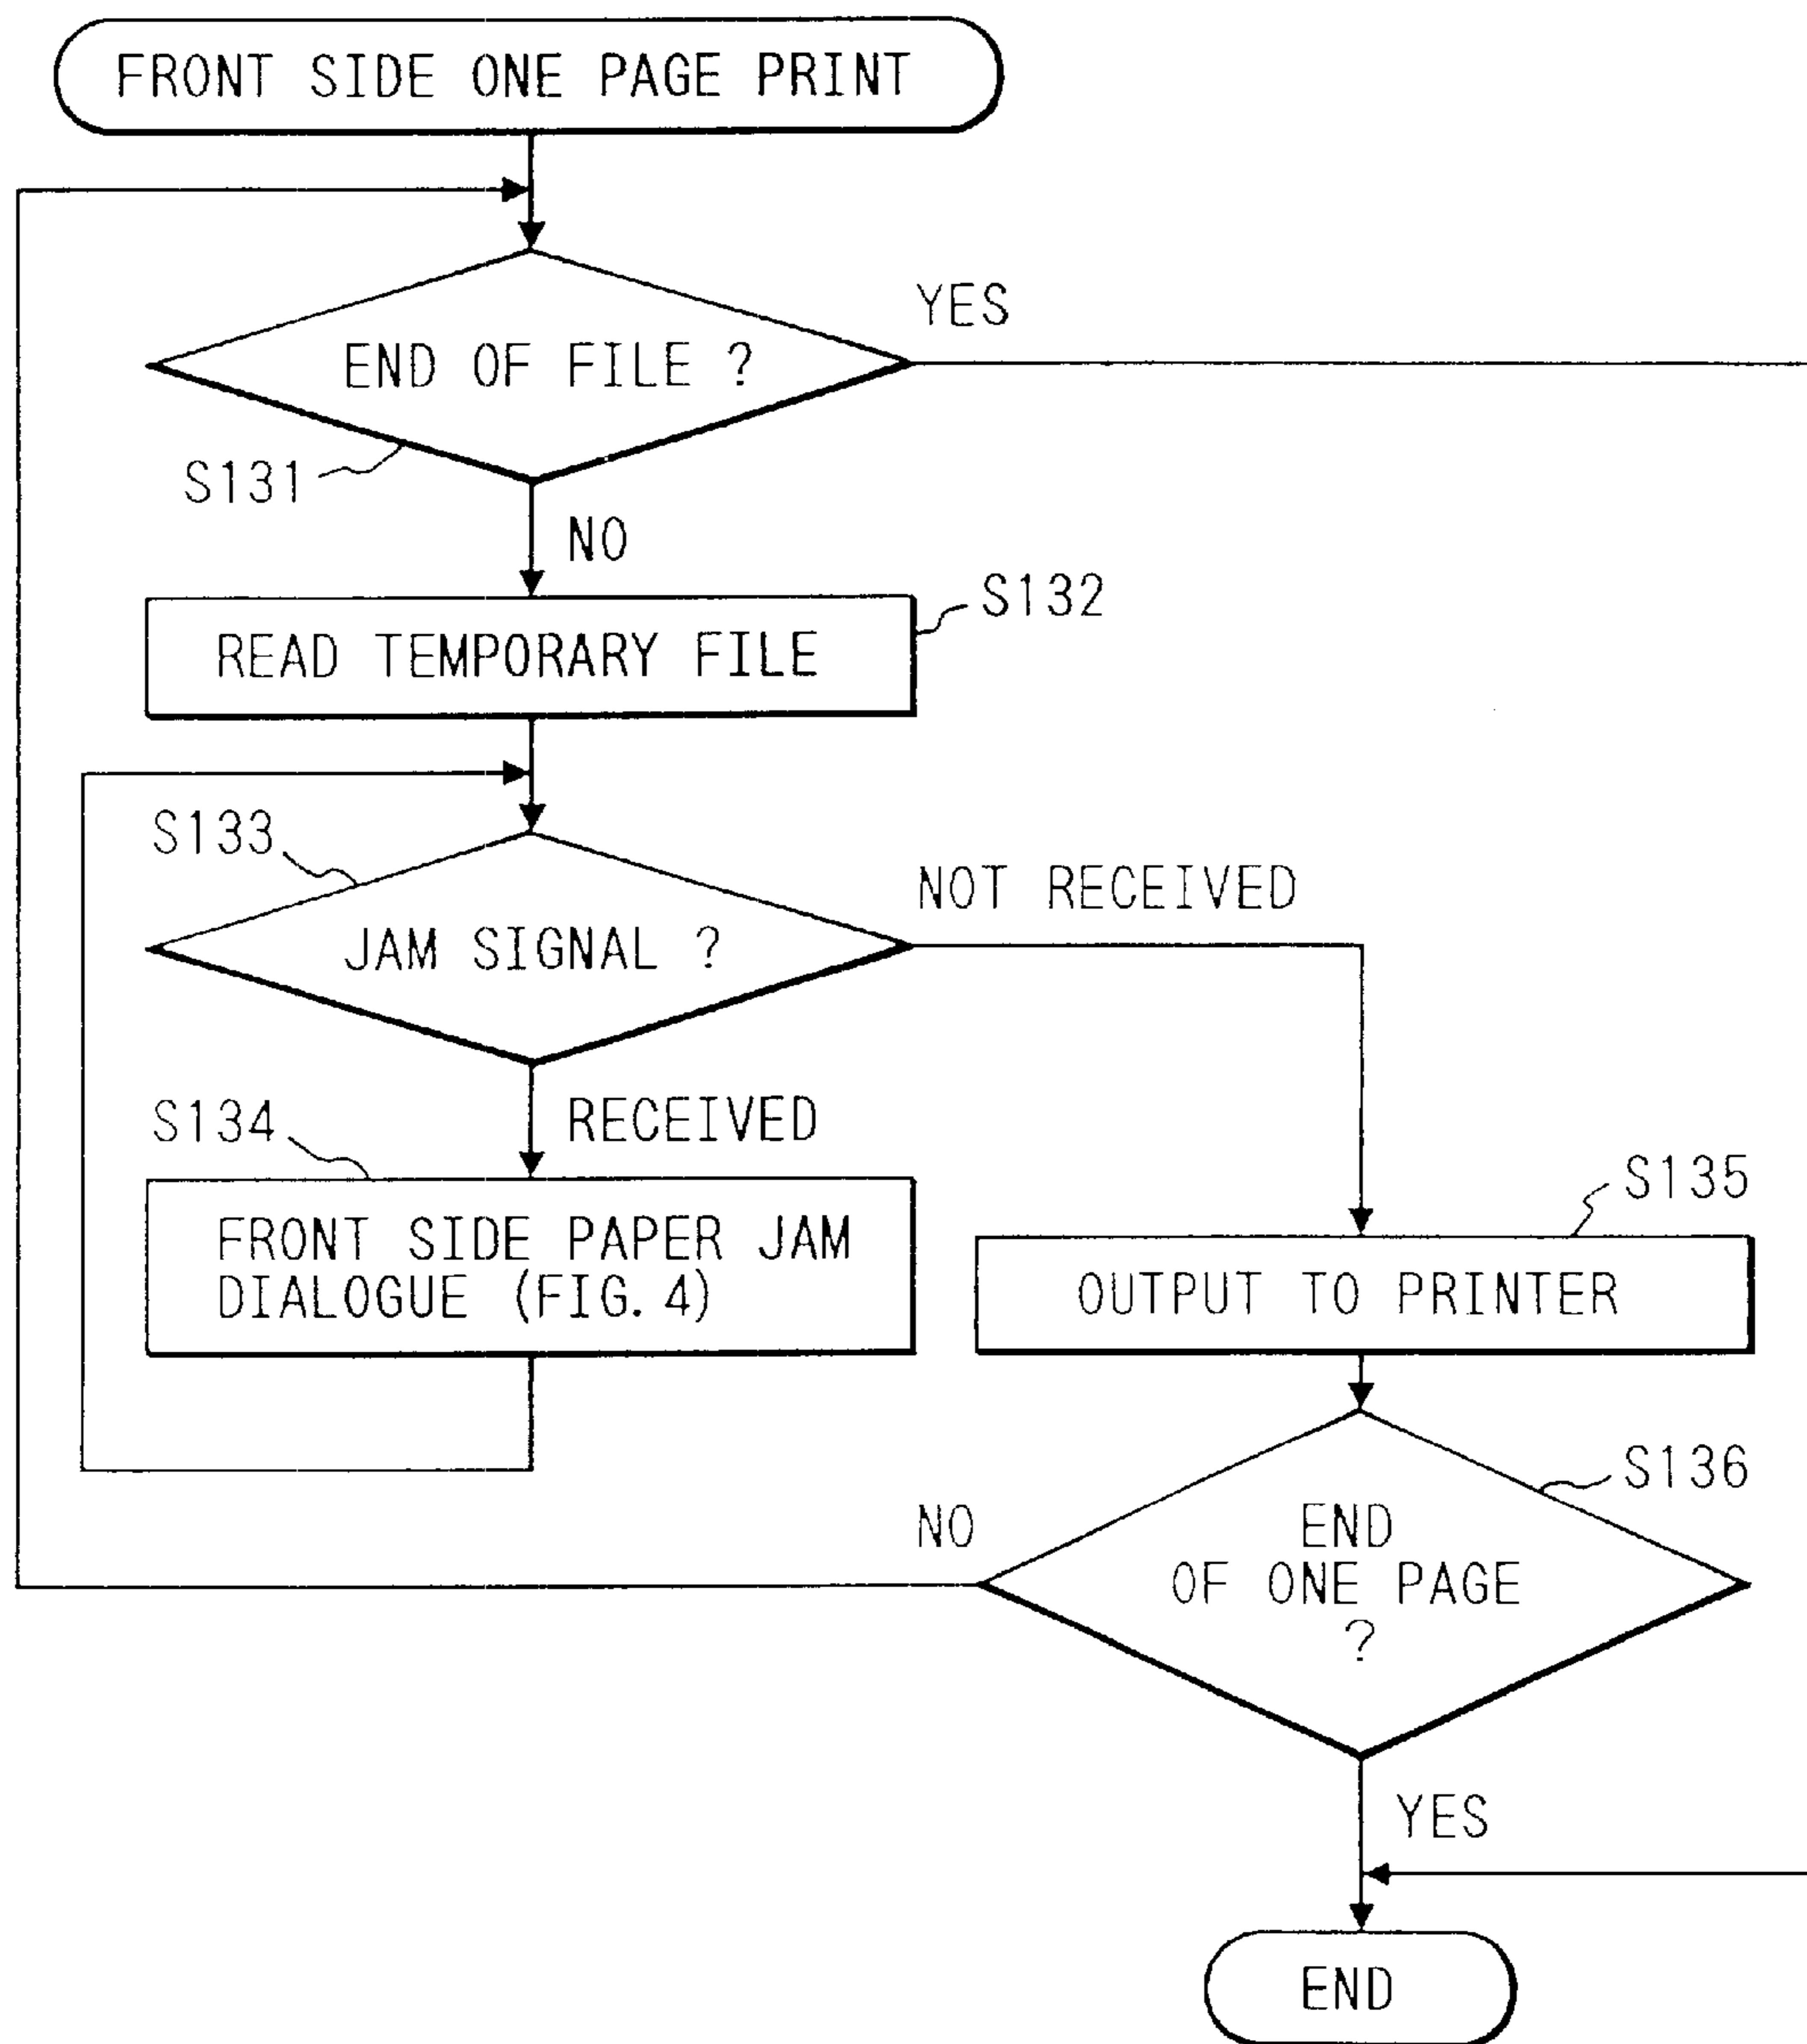 FRONT SIDE ONE PAGE PRINT
YES
END OF FILE ?
S131
NO
S132
READ TEMPORARY FILE
S133
NOT RECEIVED
JAM SIGNAL ?
S134
RECEIVED
FRONT SIDE PAPER JAM
DIALOGUE (FIG. 4)
S135
OUTPUT TO PRINTER
S136
NO
END
OF ONE PAGE
?
YES
END